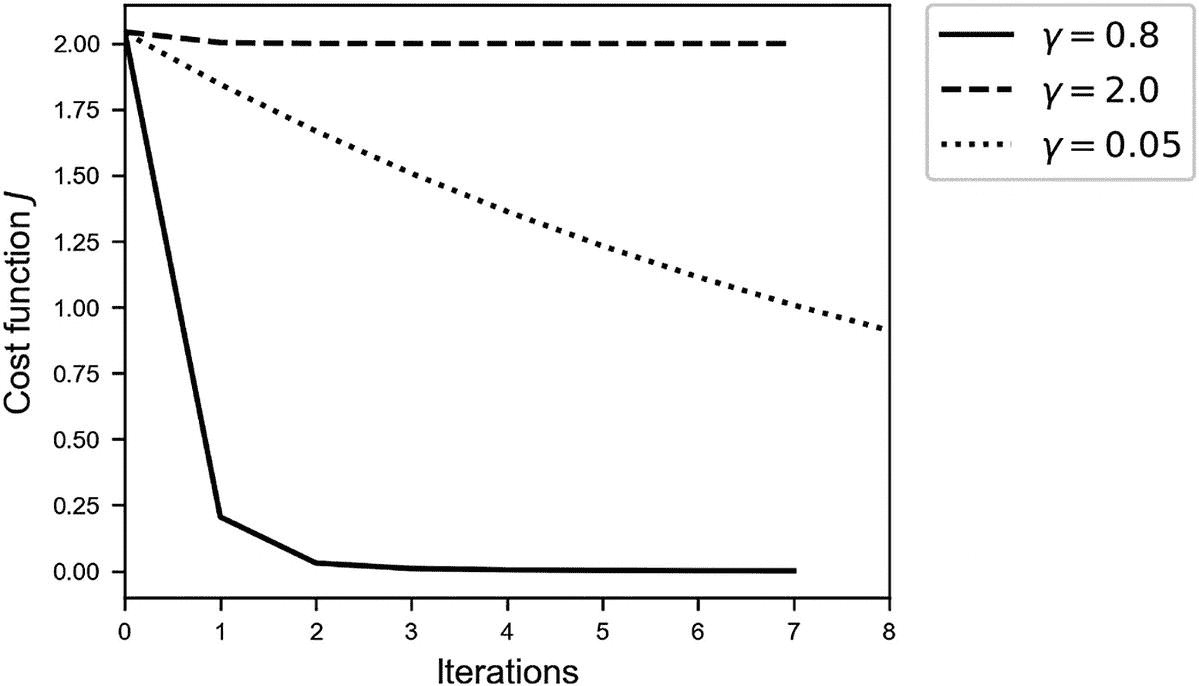 2.00
1.75
1.50
1.25
1.00
0.75
0.50
0.25
0.00
Cost function J
0 1 2 3 4 5 6 7 8
Iterations
γ = 0.8
γ = 2.0
γ = 0.05